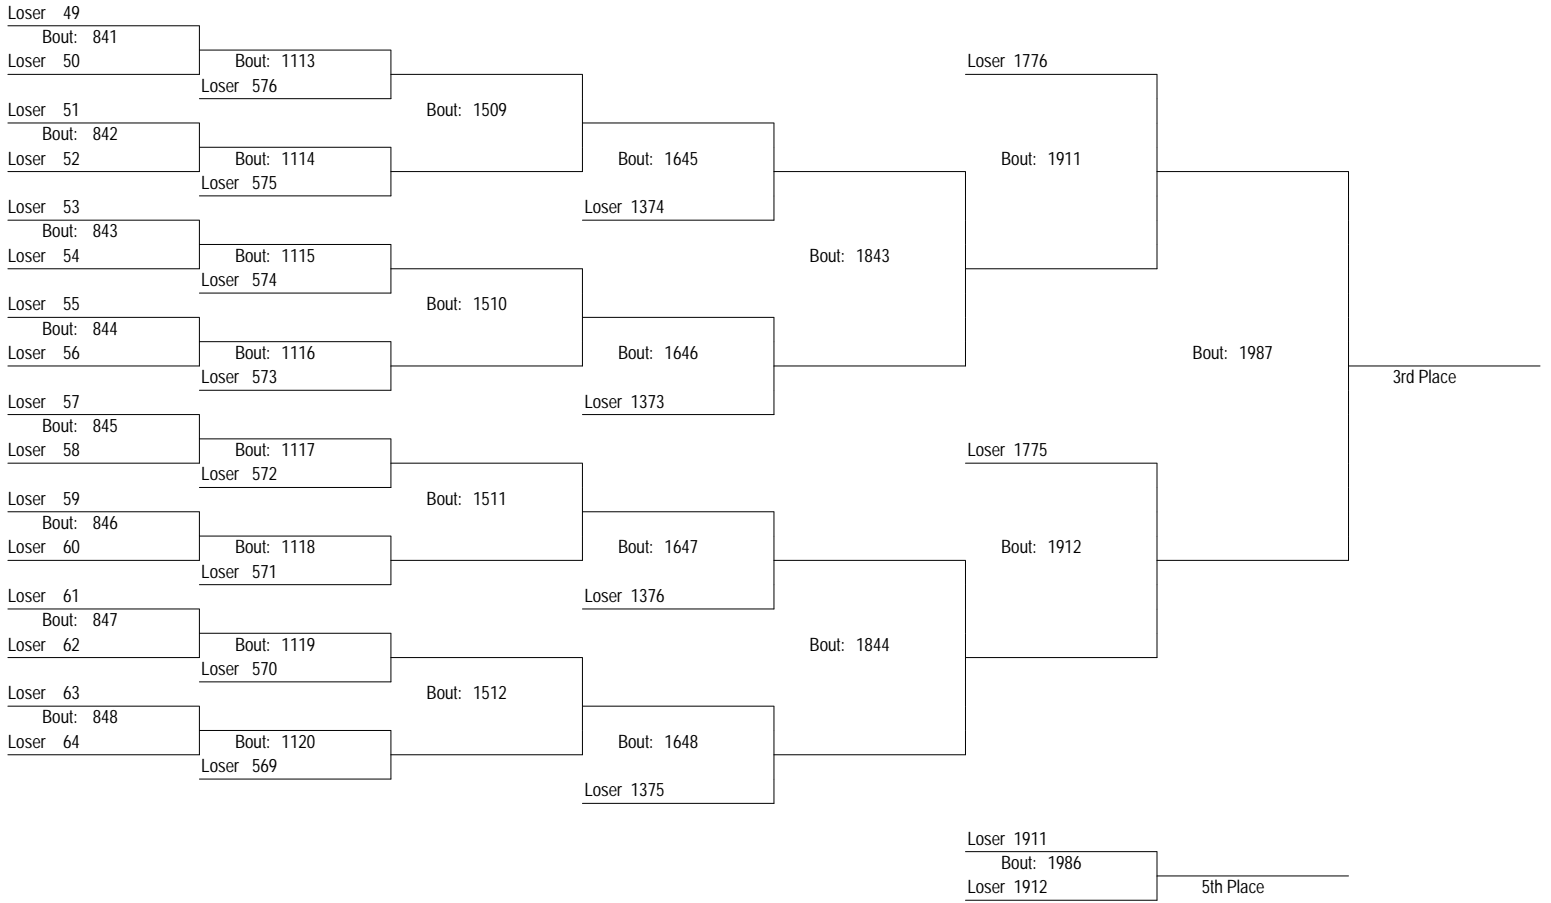 Loser 49
Bout: 841
Loser 50
Bout: 1113
Loser 1776
Loser 576
Loser 51
Bout: 1509
Bout: 842
Loser 52
Bout: 1114
Bout: 1645
Bout: 1911
Loser 575
Loser 53
Loser 1374
Bout: 843
Loser 54
Bout: 1115
Bout: 1843
Loser 574
Loser 55
Bout: 1510
Bout: 844
Loser 56
Bout: 1116
Bout: 1646
Bout: 1987
Loser 573
3rd Place
Loser 57
Loser 1373
Bout: 845
Loser 58
Bout: 1117
Loser 1775
Loser 572
Loser 59
Bout: 1511
Bout: 846
Loser 60
Bout: 1118
Bout: 1647
Bout: 1912
Loser 571
Loser 61
Loser 1376
Bout: 847
Loser 62
Bout: 1119
Bout: 1844
Loser 570
Loser 63
Bout: 1512
Bout: 848
Loser 64
Bout: 1120
Bout: 1648
Loser 569
Loser 1375
Loser 1911
Bout: 1986
Loser 1912
5th Place